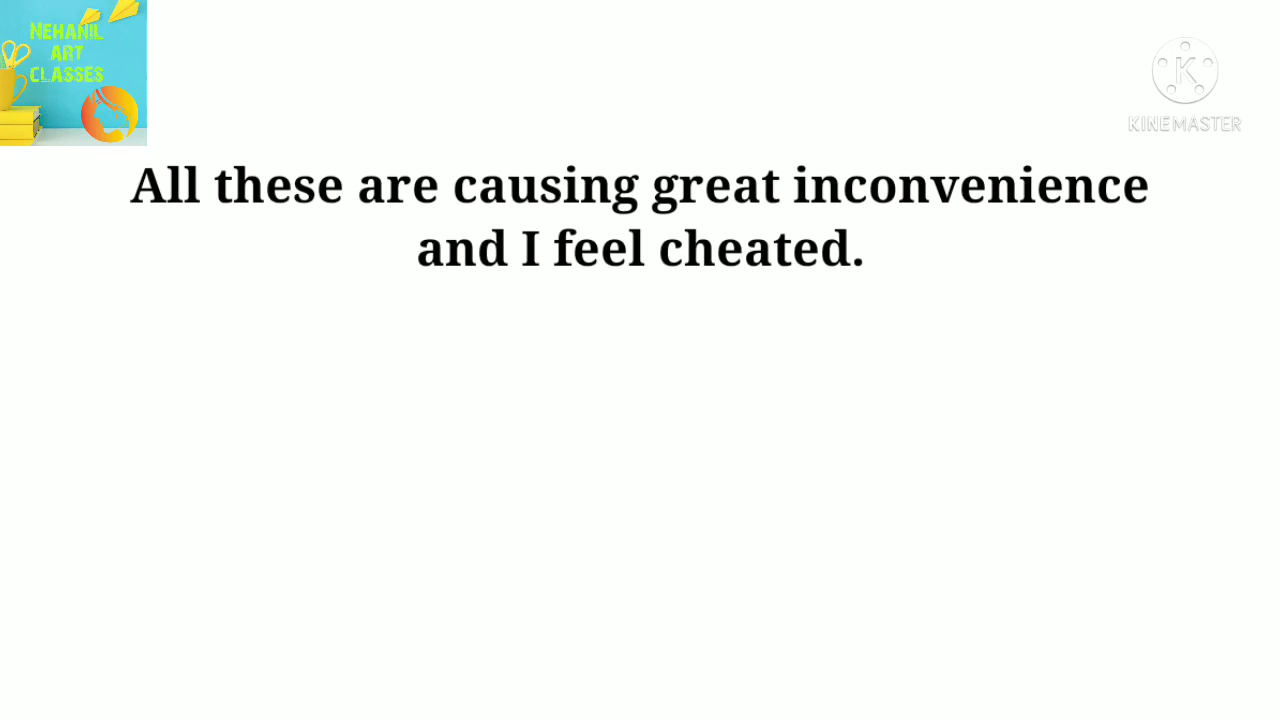 NEHANIL
ART
CLASSES
KINEMASTER
All these are causing great inconvenience
and I feel cheated.